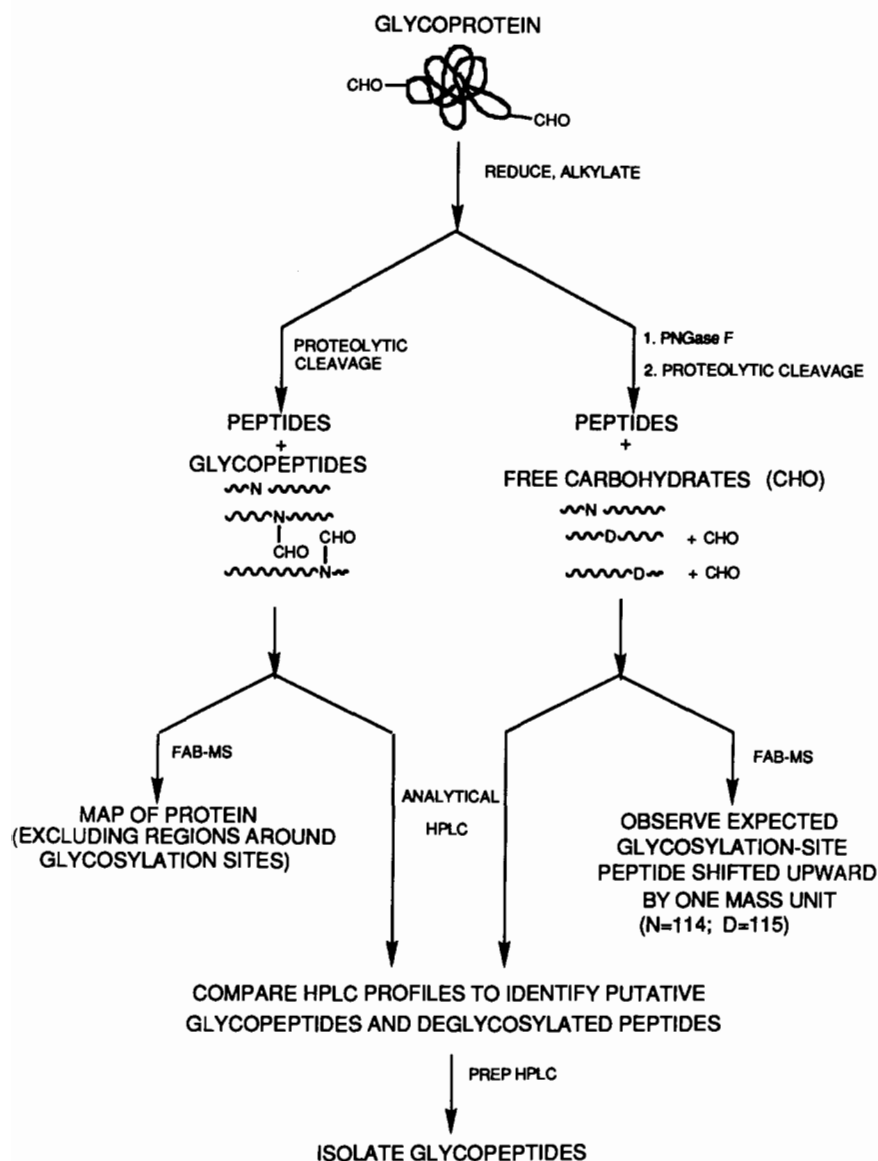 GLYCOPROTEIN
CHO
CHO
REDUCE, ALKYLATE
PROTEOLYTIC
CLEAVAGE
1. PNGase F
2. PROTEOLYTIC CLEAVAGE
PEPTIDES
+
GLYCOPEPTIDES
N
N
CHO
CHO
N
PEPTIDES
+
FREE CARBOHYDRATES (CHO)
N
D + CHO
D + CHO
FAB-MS
MAP OF PROTEIN
(EXCLUDING REGIONS AROUND
GLYCOSYLATION SITES)
ANALYTICAL
HPLC
FAB-MS
OBSERVE EXPECTED
GLYCOSYLATION-SITE
PEPTIDE SHIFTED UPWARD
BY ONE MASS UNIT
(N=114; D=115)
COMPARE HPLC PROFILES TO IDENTIFY PUTATIVE
GLYCOPEPTIDES AND DEGLYCOSYLATED PEPTIDES
PREP HPLC
ISOLATE GLYCOPEPTIDES